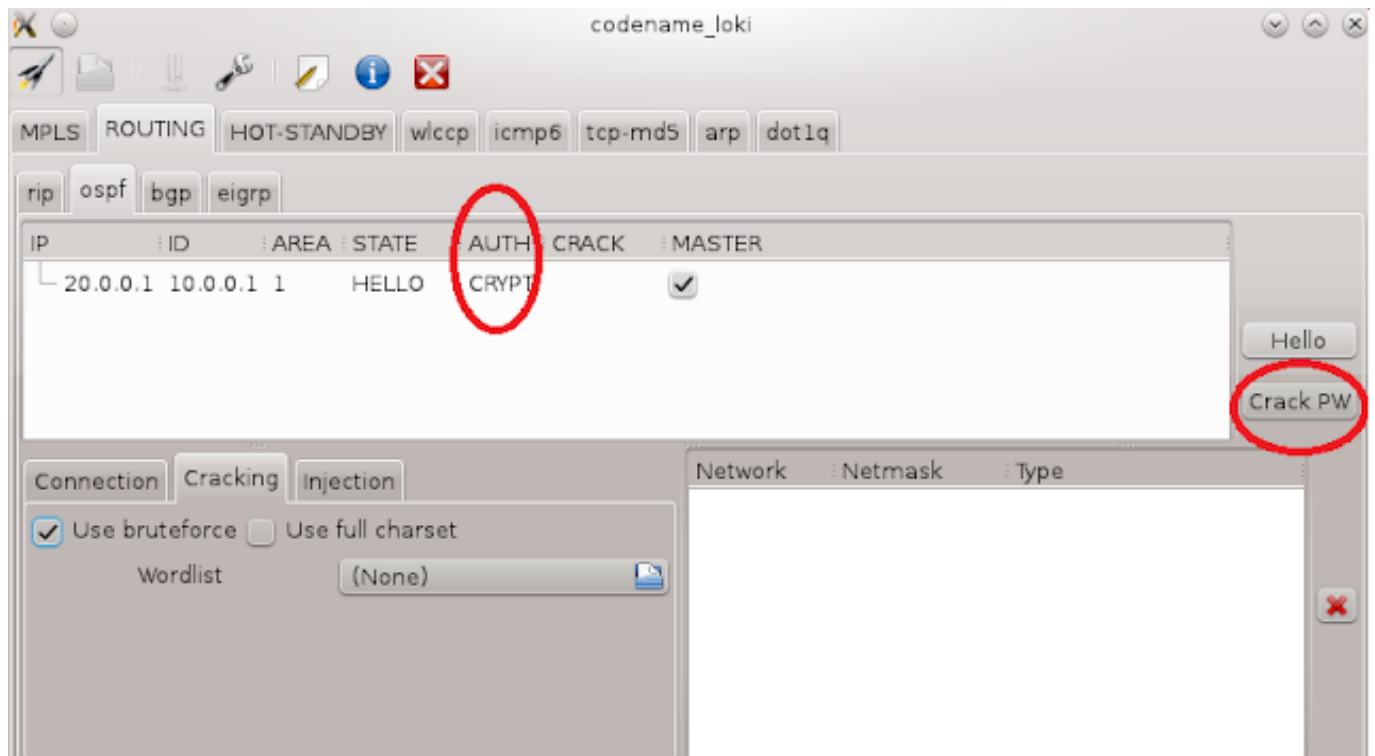 codename_loki
MPLS ROUTING HOT-STANDBY wlccp icmp6 tcp-md5 arp dot1q
rip ospf bgp eigrp
IP ID AREA STATE AUTH CRACK MASTER
20.0.0.1 10.0.0.1 1 HELLO CRYPT
Hello
Crack PW
Connection Cracking Injection
Network Netmask Type
Use bruteforce Use full charset
Wordlist (None)